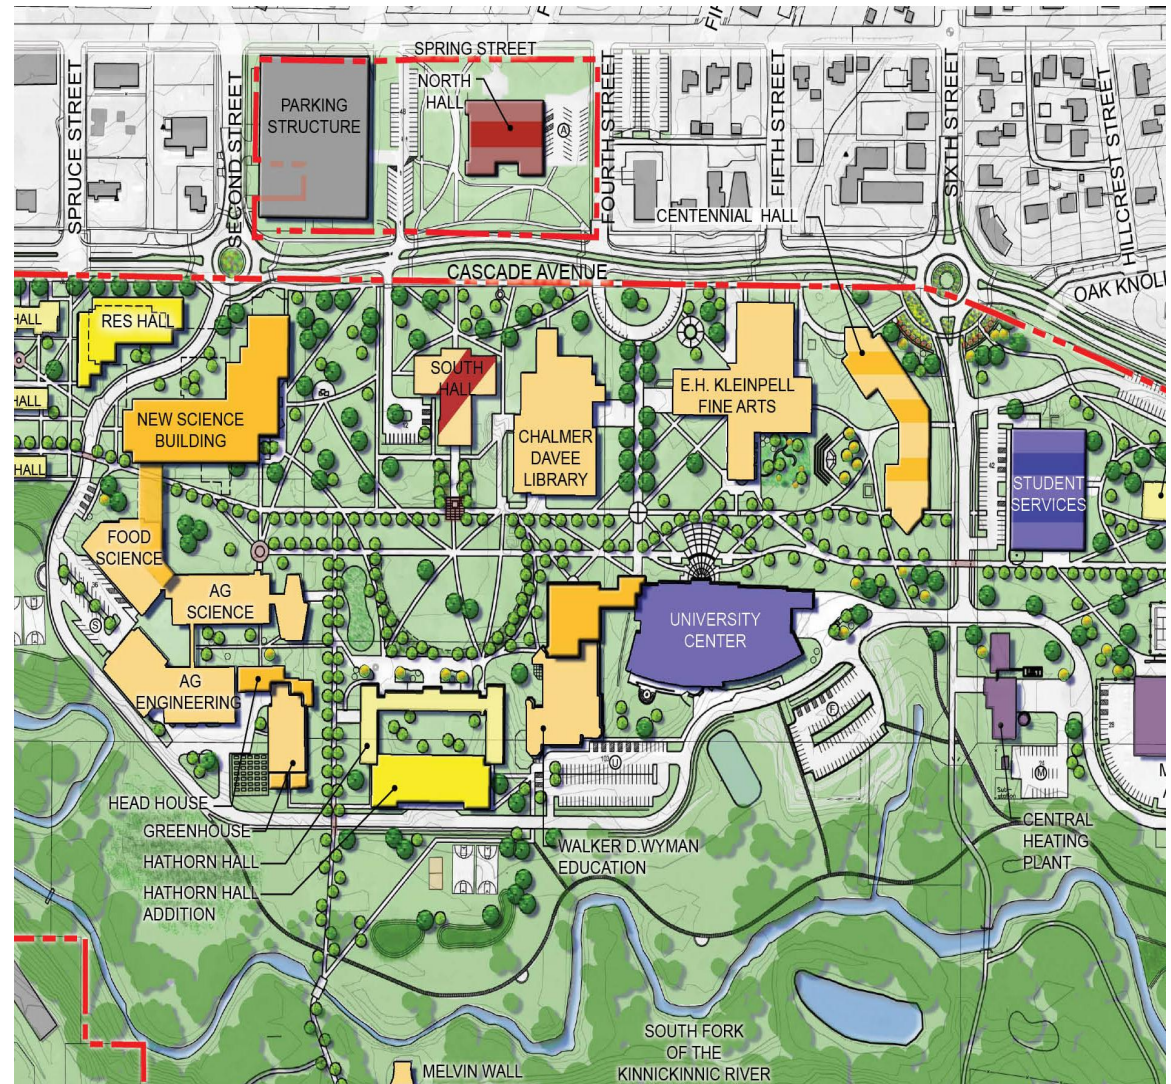 SPRING STREET
NORTH
HALL
PARKING
STRUCTURE
A
SPRUCE STREET
SECOND STREET
FOURTH STREET
FIFTH STREET
SIXTH STREET
HILLCREST STREET
CENTENNIAL HALL
CASCADE AVENUE
OAK KNOLL
HALL
RES HALL
SOUTH
HALL
E.H. KLEINPELL
FINE ARTS
HALL
NEW SCIENCE
BUILDING
CHALMER
DAVEE
LIBRARY
HALL
STUDENT
SERVICES
FOOD
SCIENCE
AG
SCIENCE
S
UNIVERSITY
CENTER
AG
ENGINEERING
F
U
M
HEAD HOUSE
GREENHOUSE
HATHORN HALL
HATHORN HALL
ADDITION
WALKER D.WYMAN
EDUCATION
CENTRAL
HEATING
PLANT
SOUTH FORK
OF THE
KINNICKINNIC RIVER
MELVIN WALL